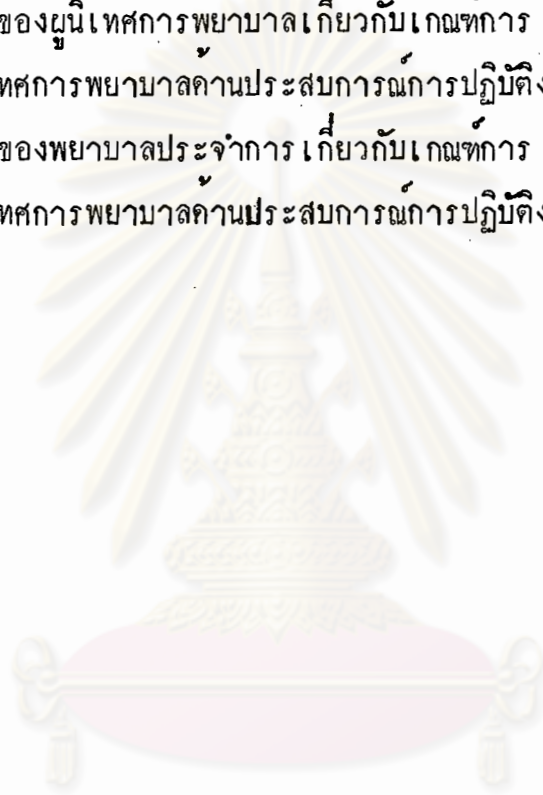 ของผู้นิเทศการพยาบาลเกี่ยวกับเกณฑ์การ
ทศการพยาบาลด้านประสบการณ์การปฏิบัติง
ของพยาบาลประจำการ เกี่ยวกับเกณฑ์การ
ทศการพยาบาลด้านประสบการณ์การปฏิบัติง